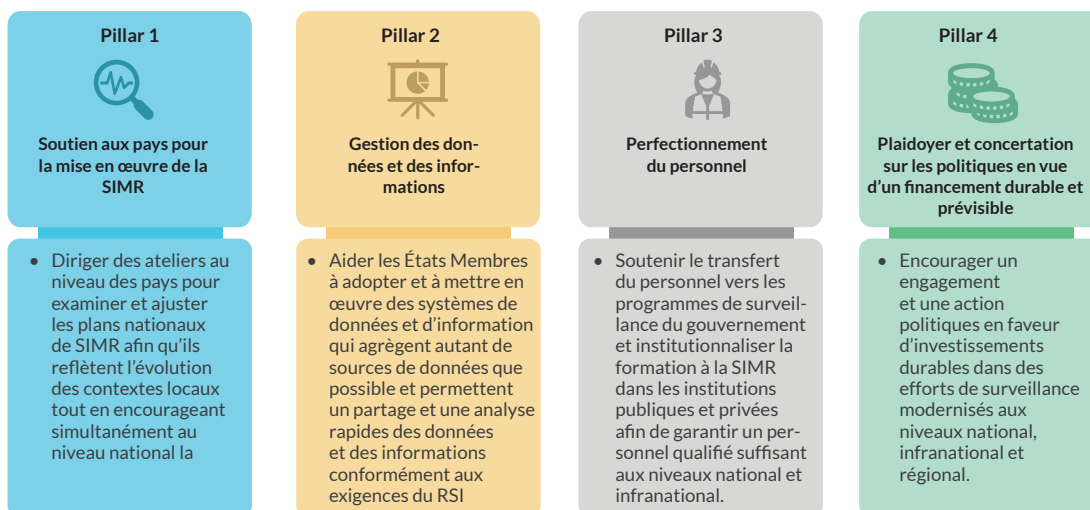 Pillar 1
Soutien aux pays pour
la mise en œuvre de la
SIMR
• Diriger des ateliers au
niveau des pays pour
examiner et ajuster
les plans nationaux
de SIMR afin qu’ils
reflètent l’évolution
des contextes locaux
tout en encourageant
simultanément au
niveau national la
Pillar 2
Gestion des don-
nées et des infor-
mations
• Aider les États Membres
à adopter et à mettre en
œuvre des systèmes de
données et d’information
qui agrègent autant de
sources de données que
possible et permettent
un partage et une analyse
rapides des données
et des informations
conformément aux
exigences du RSI
Pillar 3
Perfectionnement
du personnel
• Soutenir le transfert
du personnel vers les
programmes de surveil-
lance du gouvernement
et institutionnaliser la
formation à la SIMR
dans les institutions
publiques et privées
afin de garantir un per-
sonnel qualifié suffisant
aux niveaux national et
infranational.
Pillar 4
Plaidoyer et concertation
sur les politiques en vue
d’un financement durable et
prévisible
• Encourager un
engagement
et une action
politiques en faveur
d’investissements
durables dans des
efforts de surveillance
modernisés aux
niveaux national,
infranational et
régional.